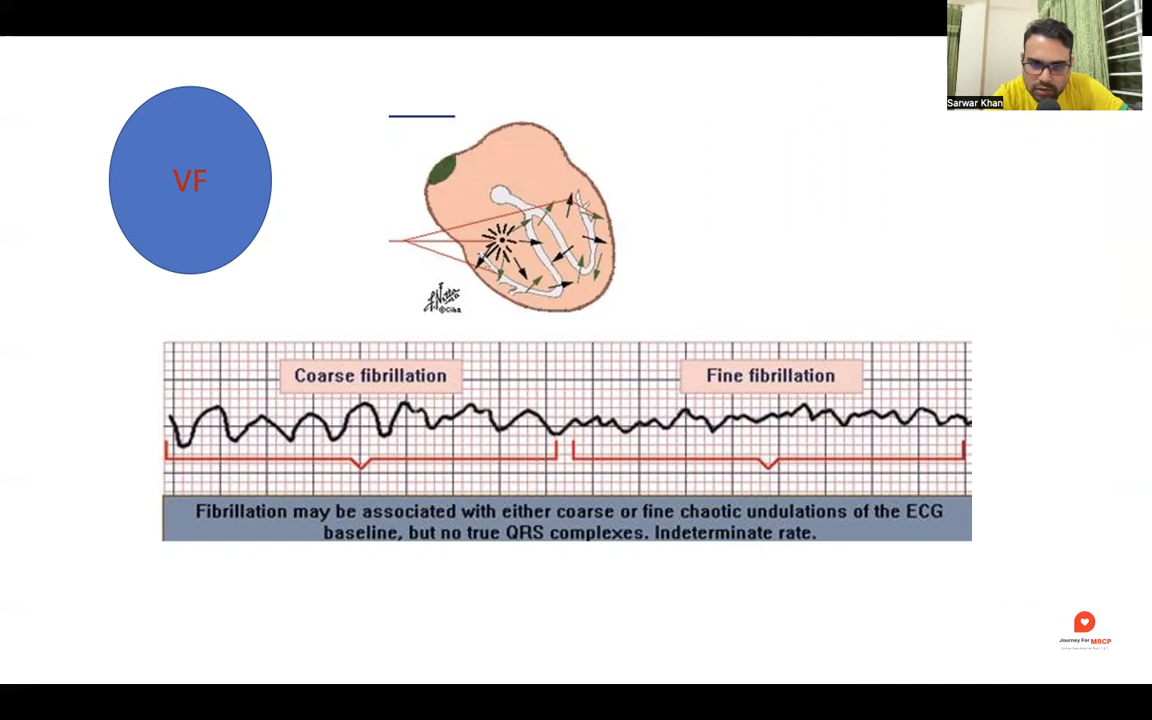 Sarwar Khan
VF
©Ciba
Coarse fibrillation
Fine fibrillation
Fibrillation may be associated with either coarse or fine chaotic undulations of the ECG
baseline, but no true QRS complexes. Indeterminate rate.
Journey For MRCP